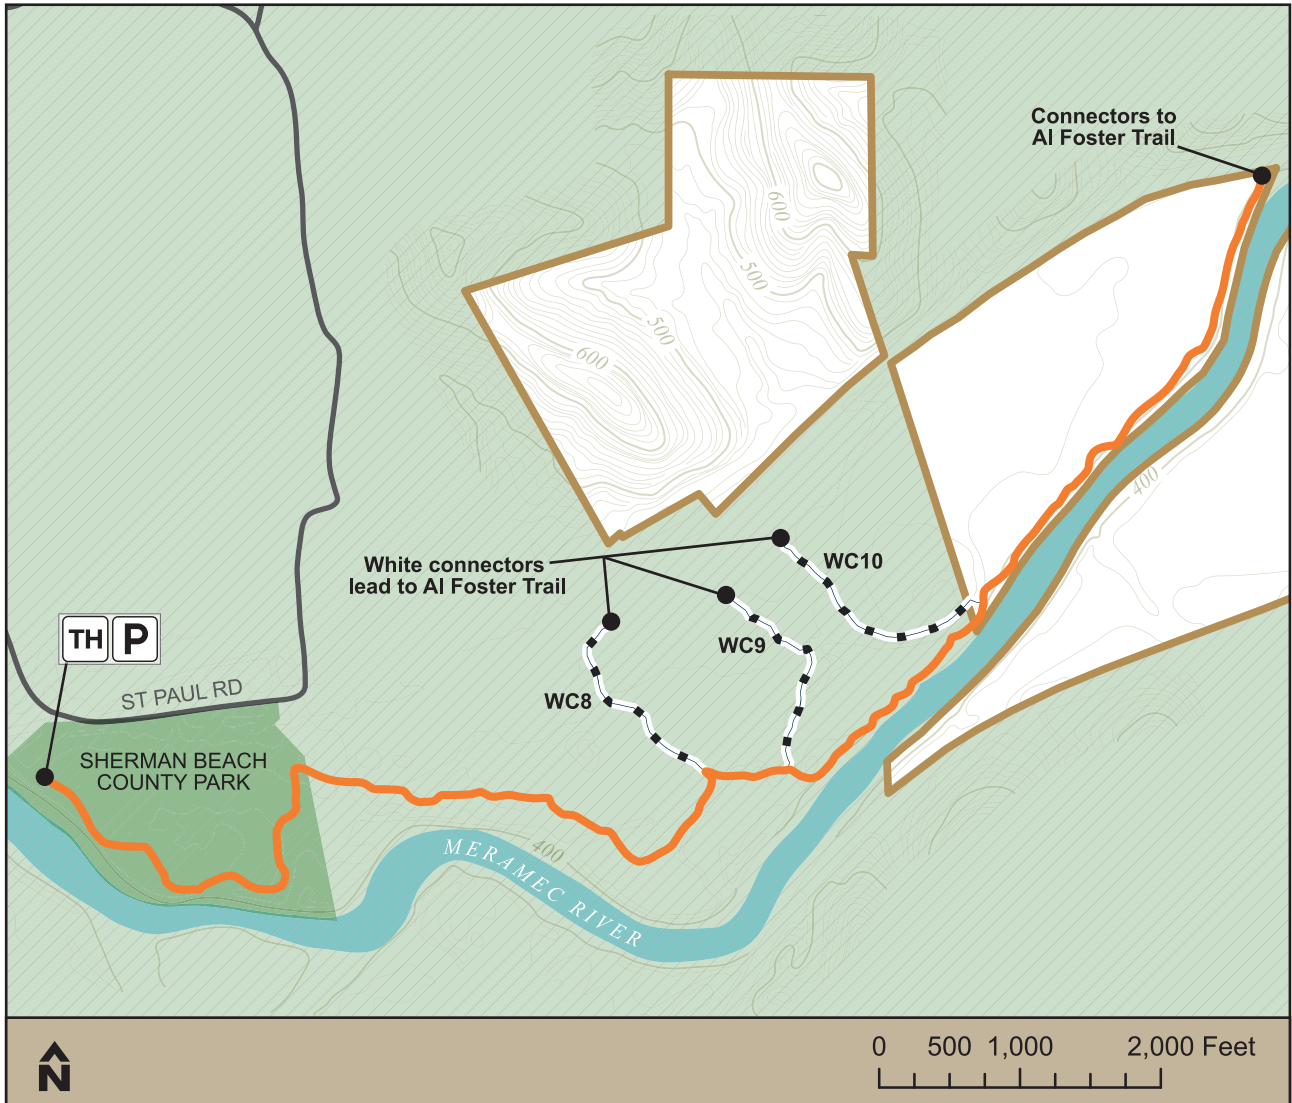 Connectors to
Al Foster Trail
600
500
500
600
400
White connectors
lead to Al Foster Trail
WC10
WC9
WC8
TH P
ST PAUL RD
SHERMAN BEACH
COUNTY PARK
400
MERAMEC RIVER
N
0 500 1,000 2,000 Feet